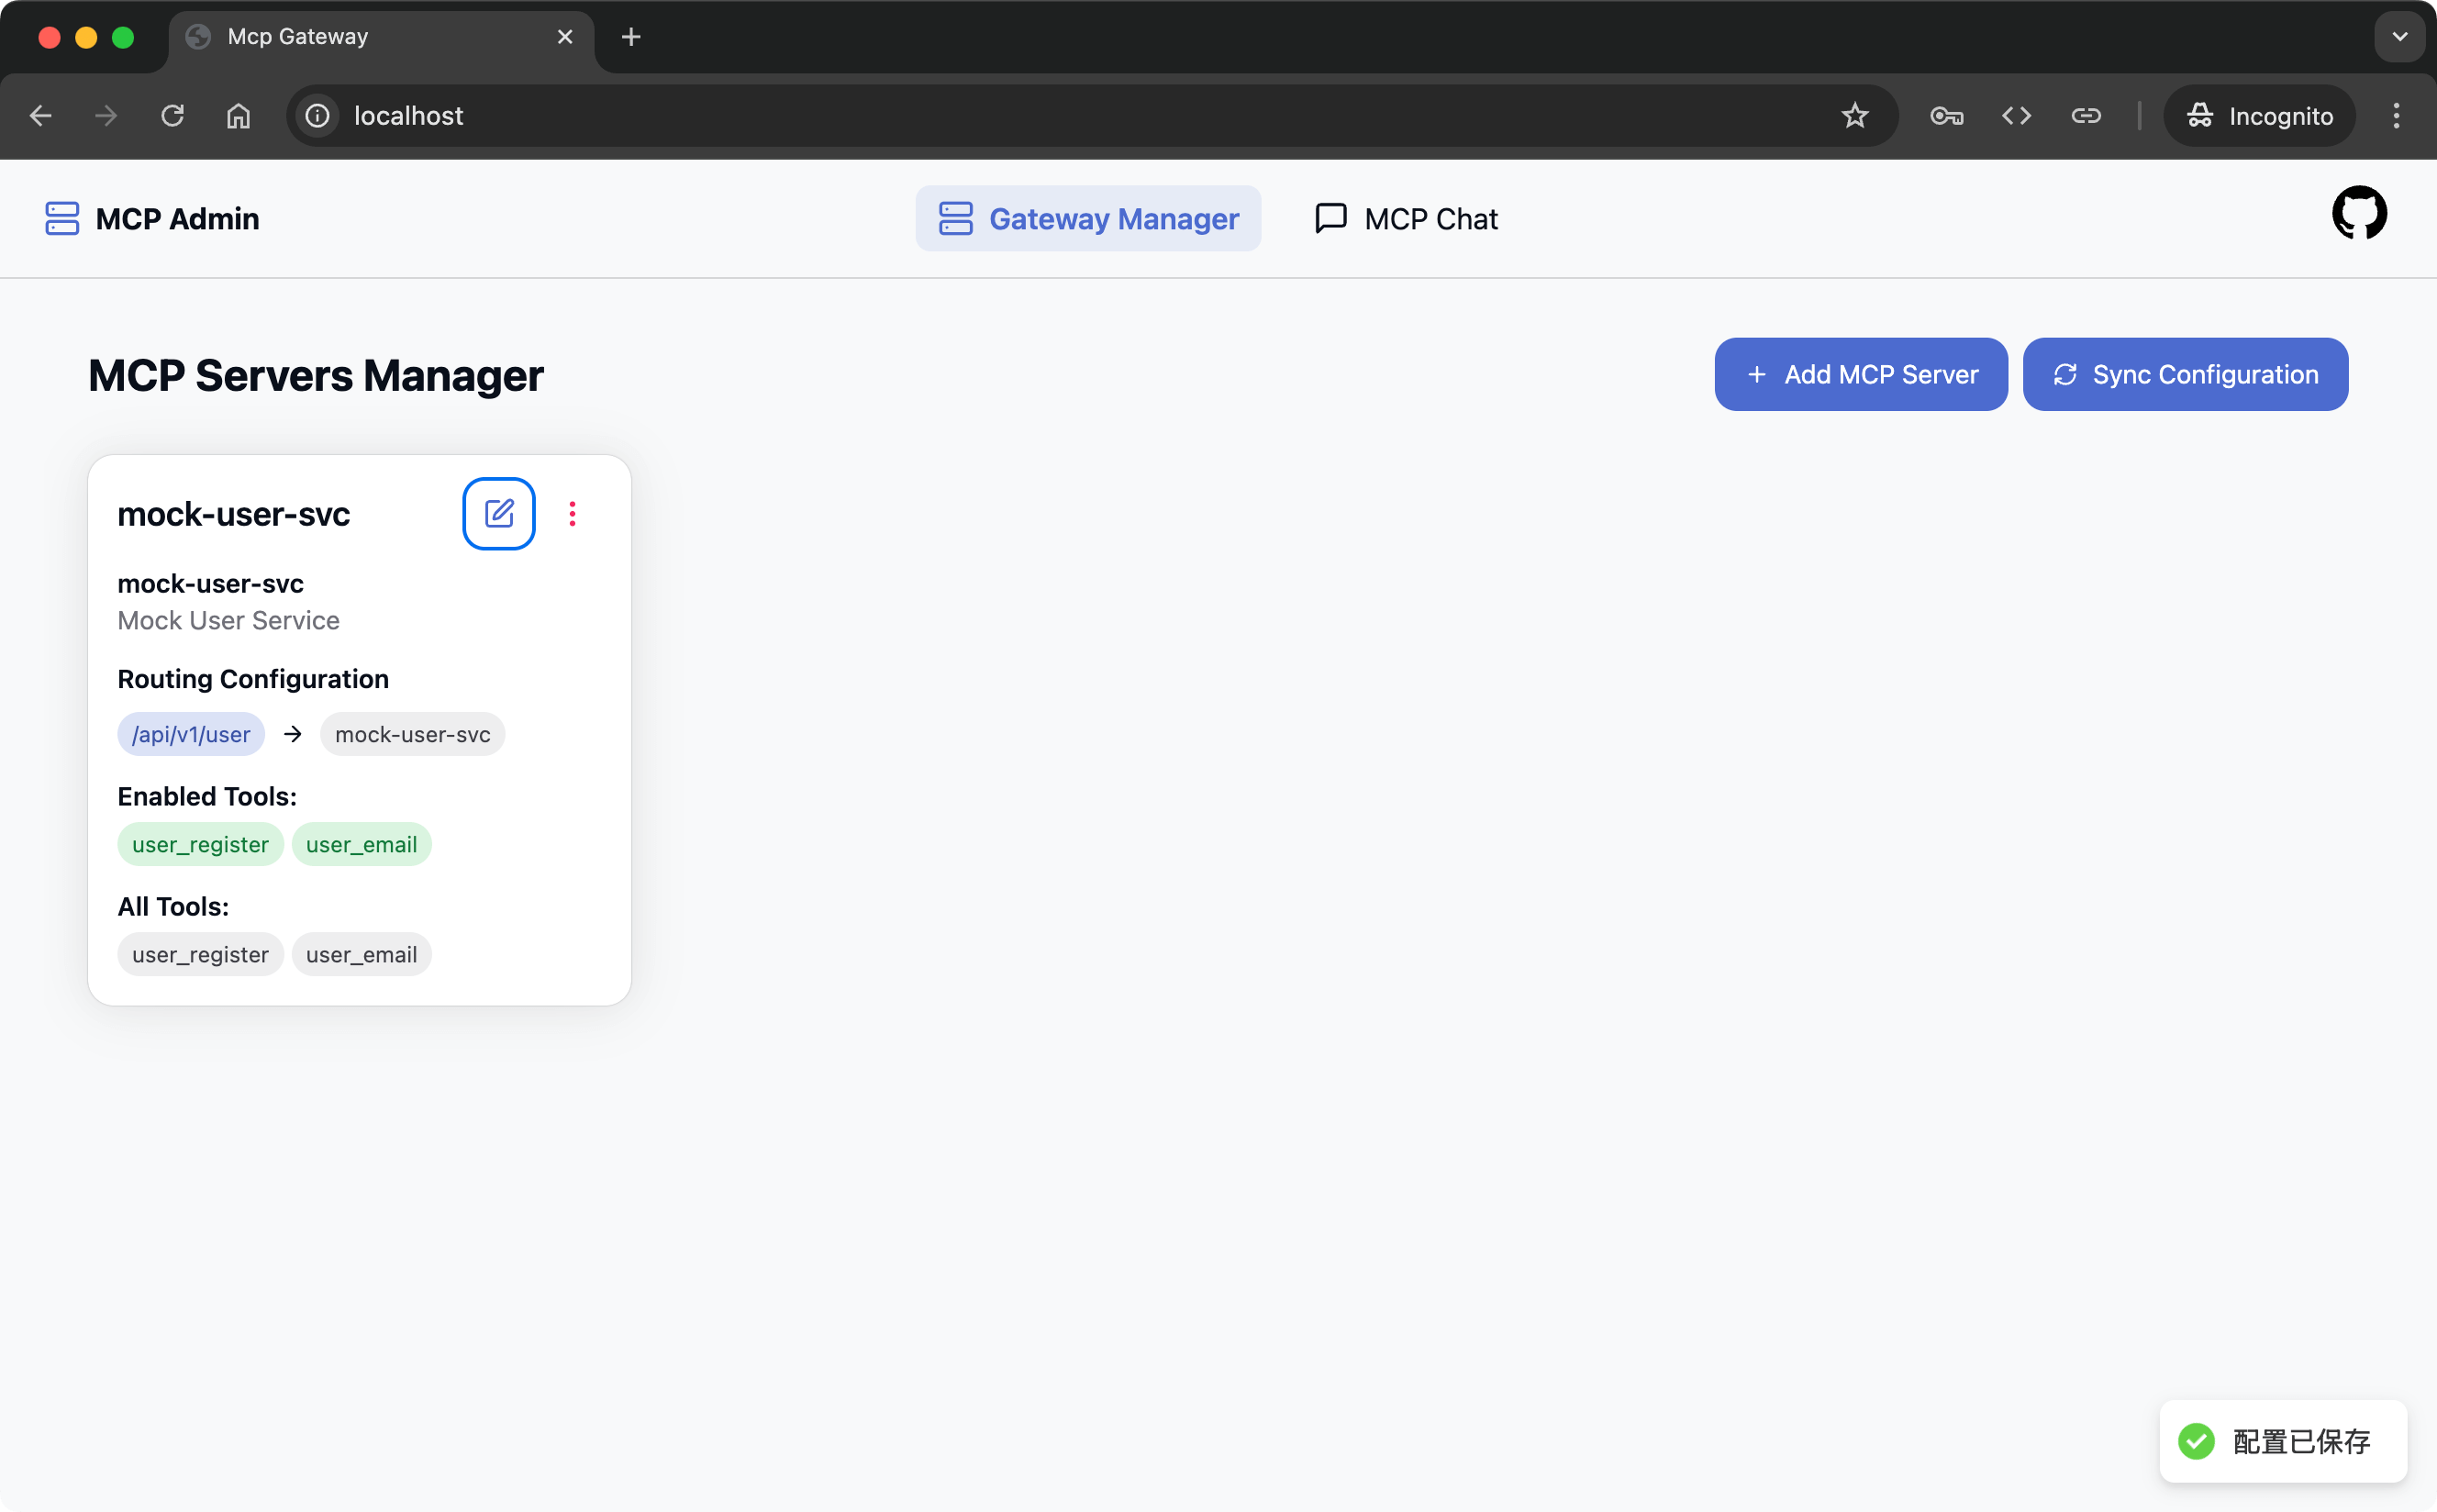 Mcp Gateway
localhost
Incognito
MCP Admin
Gateway Manager
MCP Chat
MCP Servers Manager
Add MCP Server
Sync Configuration
mock-user-svc
mock-user-svc
Mock User Service
Routing Configuration
/api/v1/user → mock-user-svc
Enabled Tools:
user_register user_email
All Tools:
user_register user_email
配置已保存